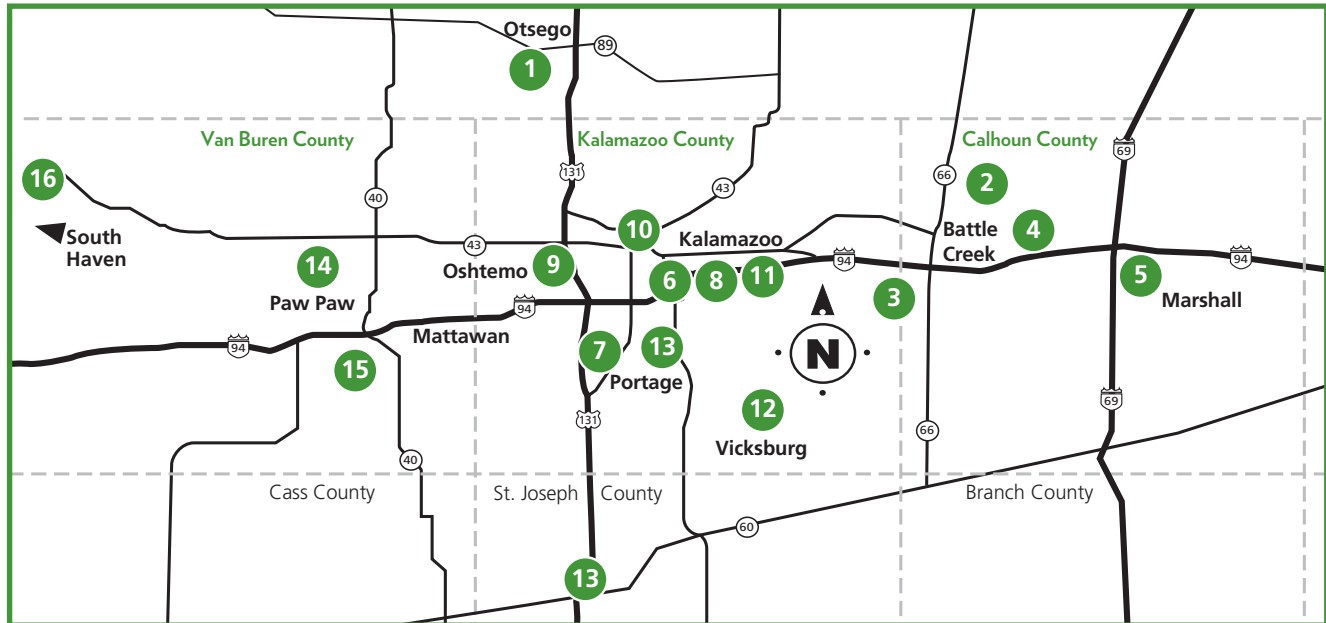 Otsego
89
1
Van Buren County
Kalamazoo County
Calhoun County
69
16
131
66
2
40
43
10
4
South
Haven
43
Kalamazoo
Battle
Creek
14
Oshtemo
9
6
8
11
94
94
5
Paw Paw
94
3
Marshall
Mattawan
94
7
13
N
15
Portage
12
69
131
Vicksburg
66
40
Cass County
St. Joseph
County
Branch County
60
13